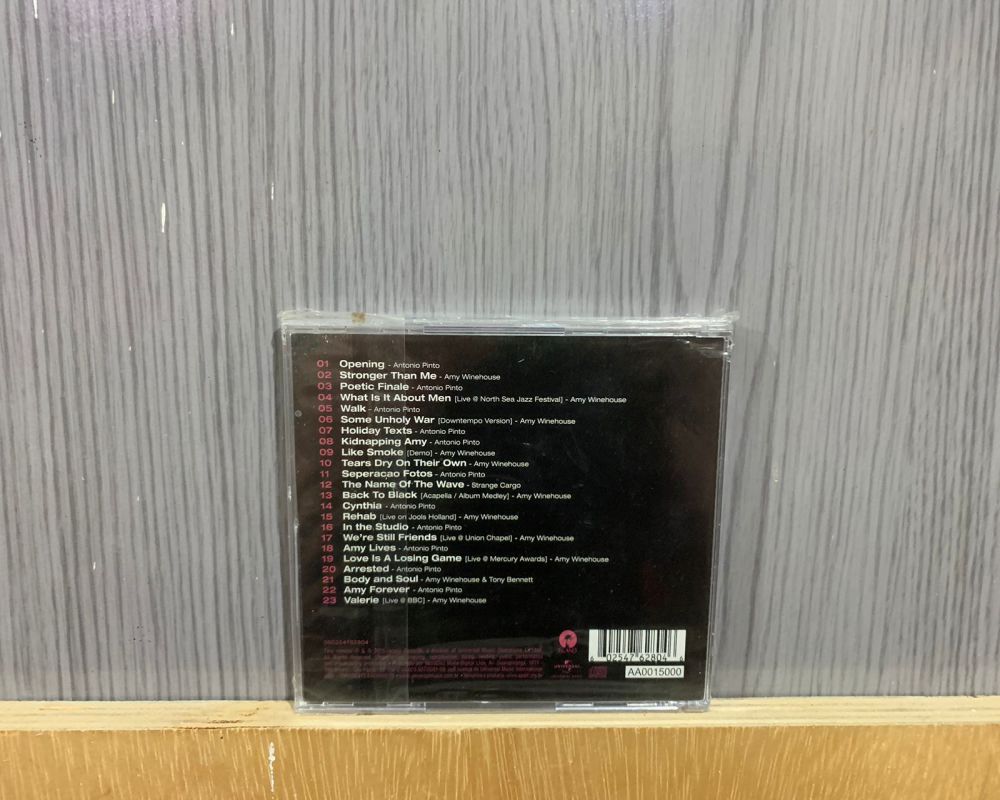 01 Opening - Antonio Pinto
02 Stronger Than Me - Amy Winehouse
03 Poetic Finale - Antonio Pinto
04 What Is It About Men [Live @ North Sea Jazz Festival] - Amy Winehouse
05 Walk - Antonio Pinto
06 Some Unholy War [Downtempo Version] - Amy Winehouse
07 Holiday Texts - Antonio Pinto
08 Kidnapping Amy - Antonio Pinto
09 Like Smoke [Demo] - Amy Winehouse
10 Tears Dry On Their Own - Amy Winehouse
11 Seperacao Fotos - Antonio Pinto
12 The Name Of The Wave - Strange Cargo
13 Back To Black [Acapella / Album Medley] - Amy Winehouse
14 Cynthia - Antonio Pinto
15 Rehab [Live on Jools Holland] - Amy Winehouse
16 In the Studio - Antonio Pinto
17 We're Still Friends [Live @ Union Chapel] - Amy Winehouse
18 Amy Lives - Antonio Pinto
19 Love Is A Losing Game [Live @ Mercury Awards] - Amy Winehouse
20 Arrested - Antonio Pinto
21 Body and Soul - Amy Winehouse & Tony Bennett
22 Amy Forever - Antonio Pinto
23 Valerie [Live @ BBC] - Amy Winehouse
ISLAND
UNIVERSAL
6 02547 62804
AA0015000